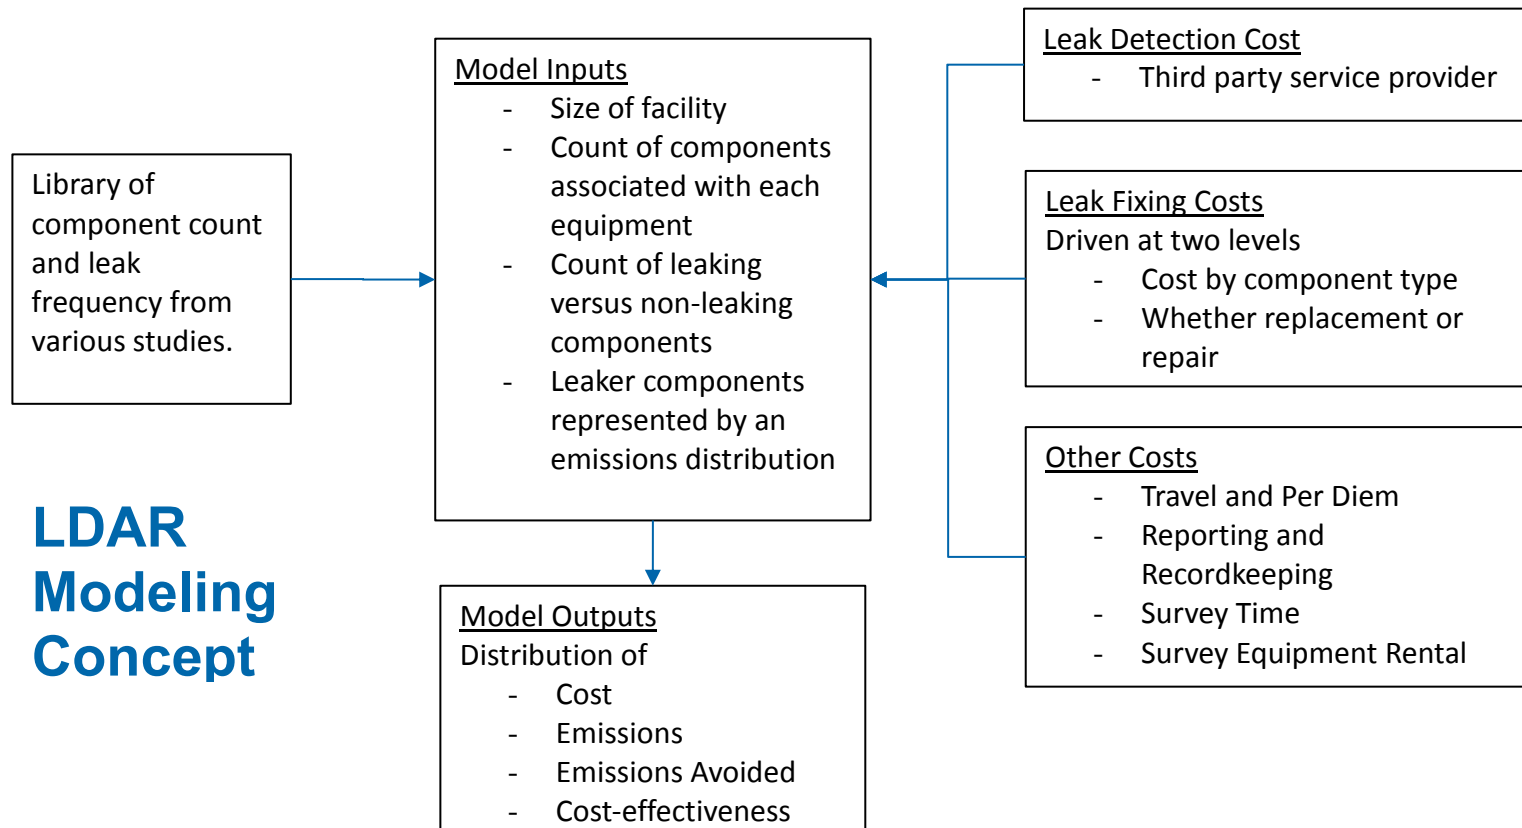 Library of
component count
and leak
frequency from
various studies.
LDAR
Modeling
Concept
Model Inputs
- Size of facility
- Count of components
associated with each
equipment
- Count of leaking
versus non-leaking
components
- Leaker components
represented by an
emissions distribution
Model Outputs
Distribution of
- Cost
- Emissions
- Emissions Avoided
- Cost-effectiveness
Leak Detection Cost
- Third party service provider
Leak Fixing Costs
Driven at two levels
- Cost by component type
- Whether replacement or
repair
Other Costs
- Travel and Per Diem
- Reporting and
Recordkeeping
- Survey Time
- Survey Equipment Rental